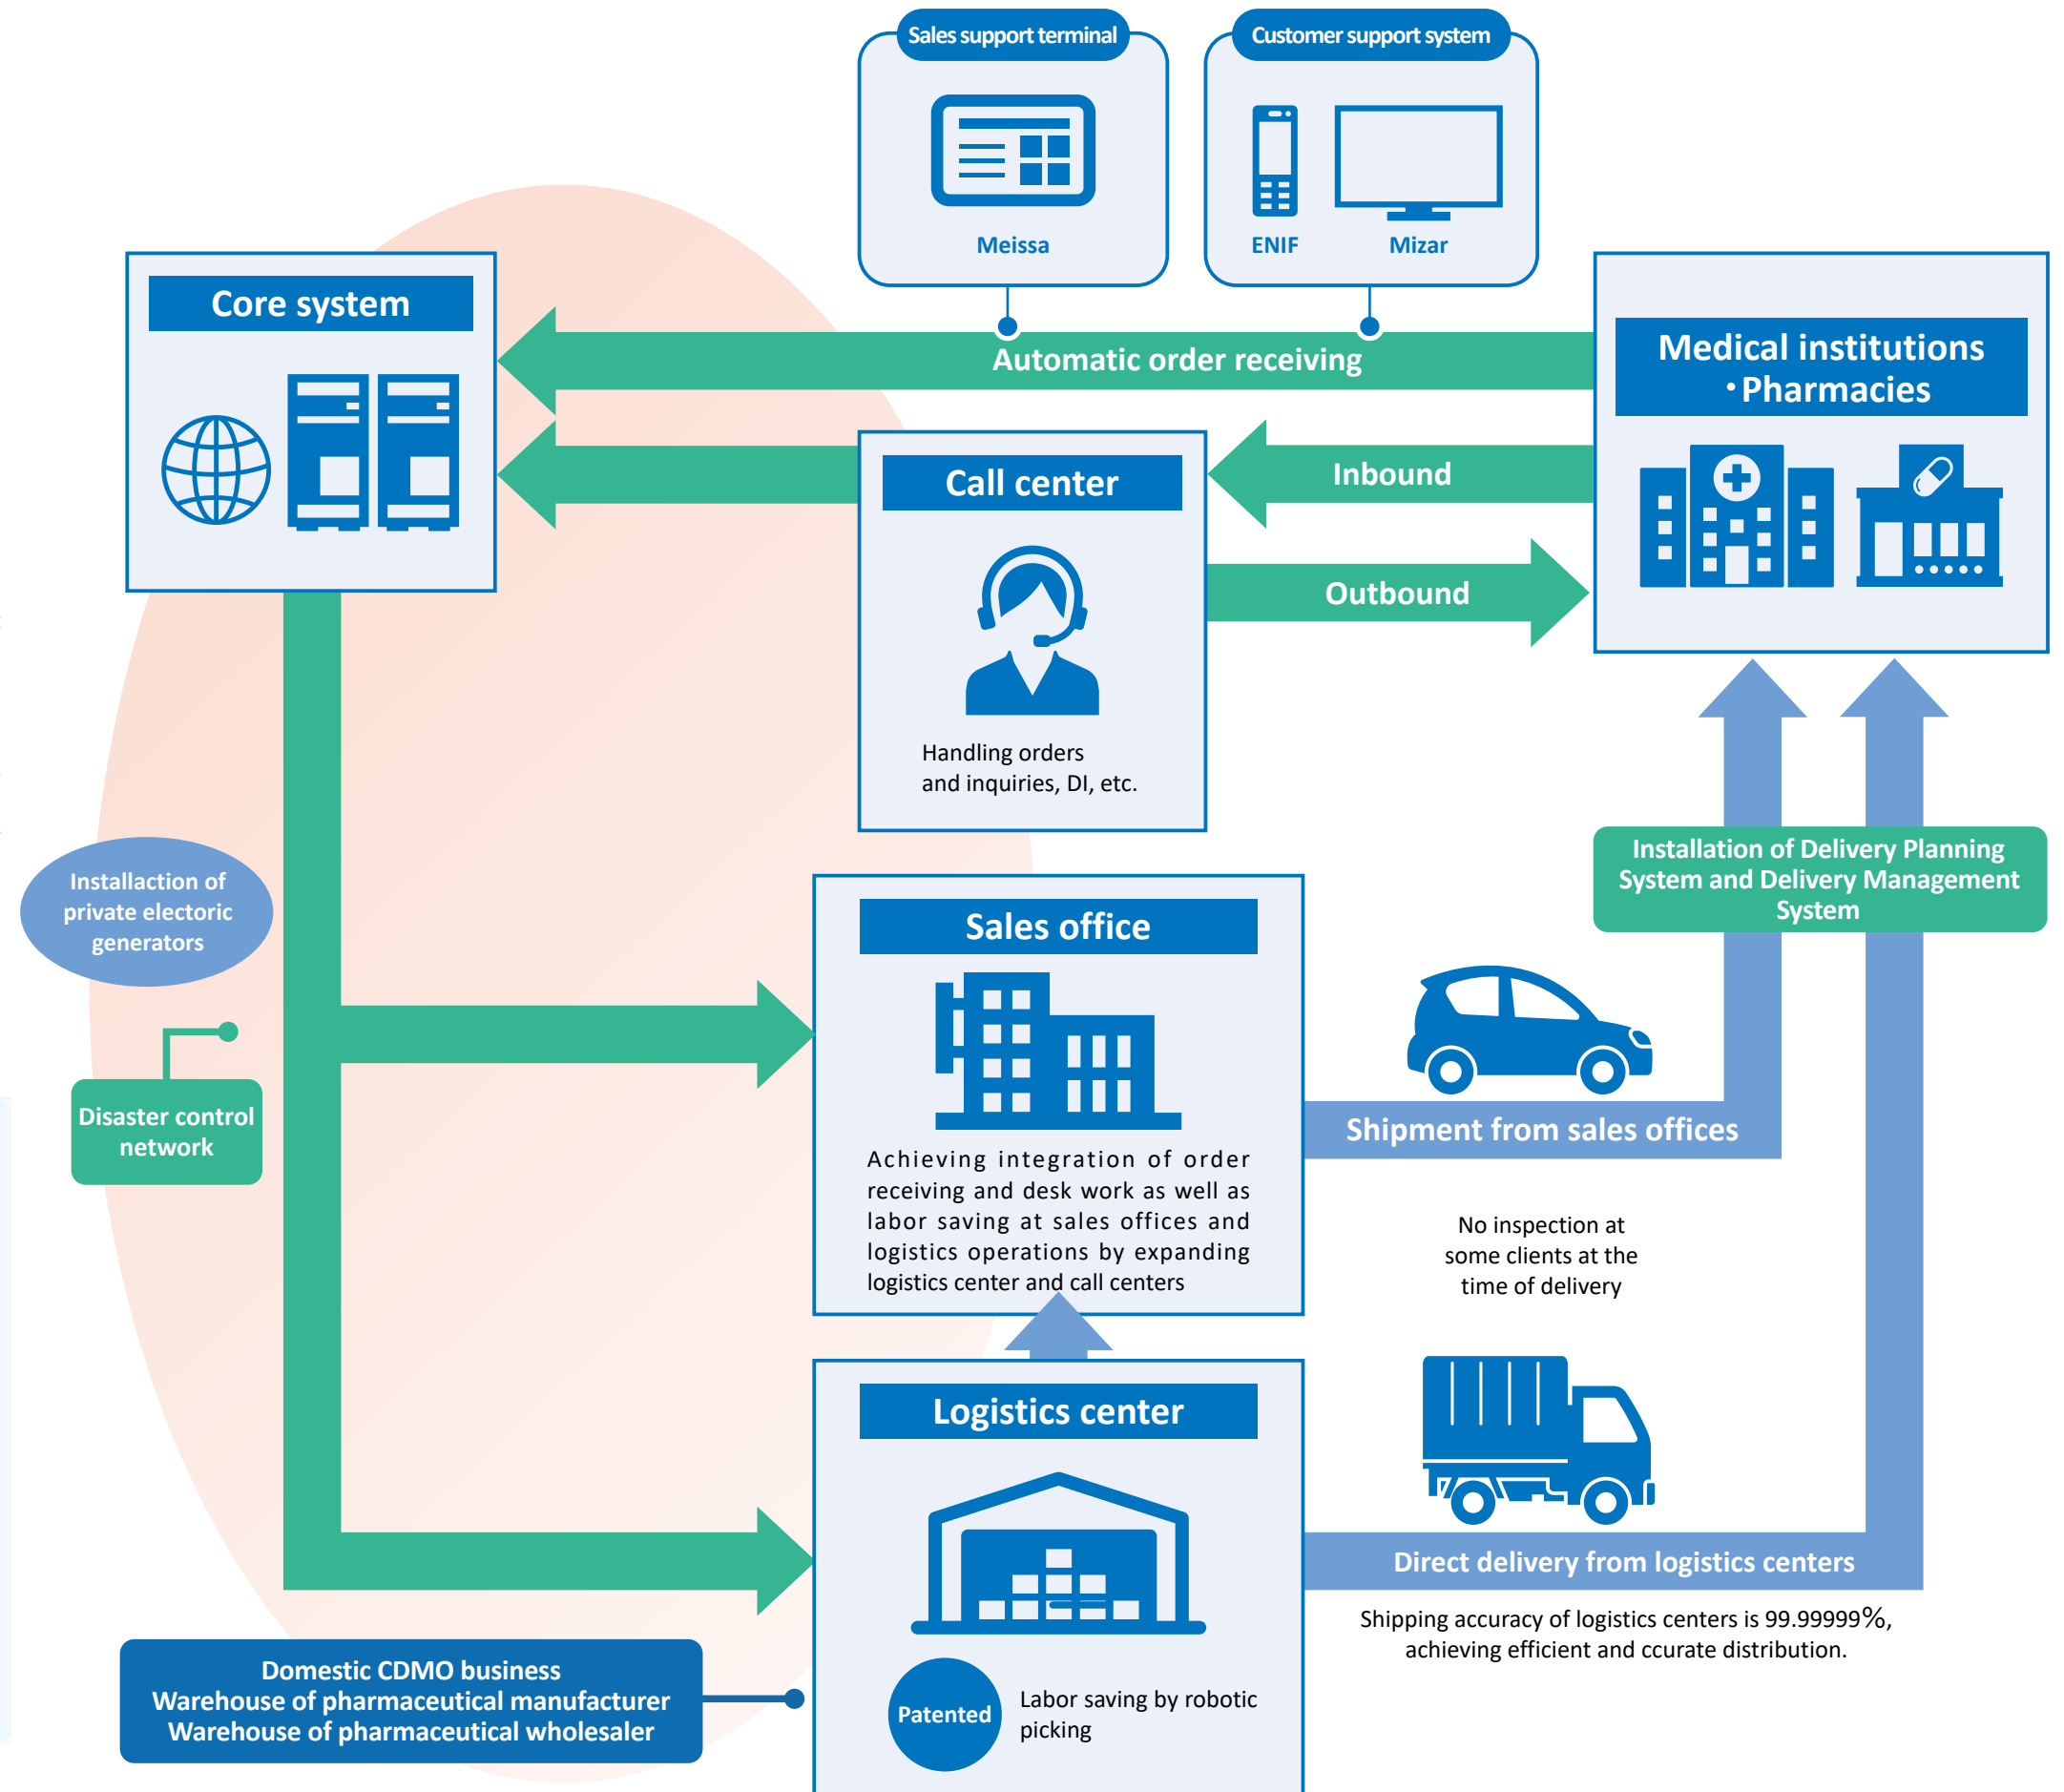 Sales support terminal
Meissa
Customer support system
ENIF
Mizar
Core system
Automatic order receiving
Medical institutions
・Pharmacies
Call center
Inbound
Outbound
Handling orders
and inquiries, DI, etc.
Installation of Delivery Planning
System and Delivery Management
System
Installaction of
private electoric
generators
Disaster control
network
Sales office
Achieving integration of order
receiving and desk work as well as
labor saving at sales offices and
logistics operations by expanding
logistics center and call centers
Shipment from sales offices
No inspection at
some clients at the
time of delivery
Logistics center
Direct delivery from logistics centers
Shipping accuracy of logistics centers is 99.99999%,
achieving efficient and ccurate distribution.
Domestic CDMO business
Warehouse of pharmaceutical manufacturer
Warehouse of pharmaceutical wholesaler
Patented
Labor saving by robotic
picking